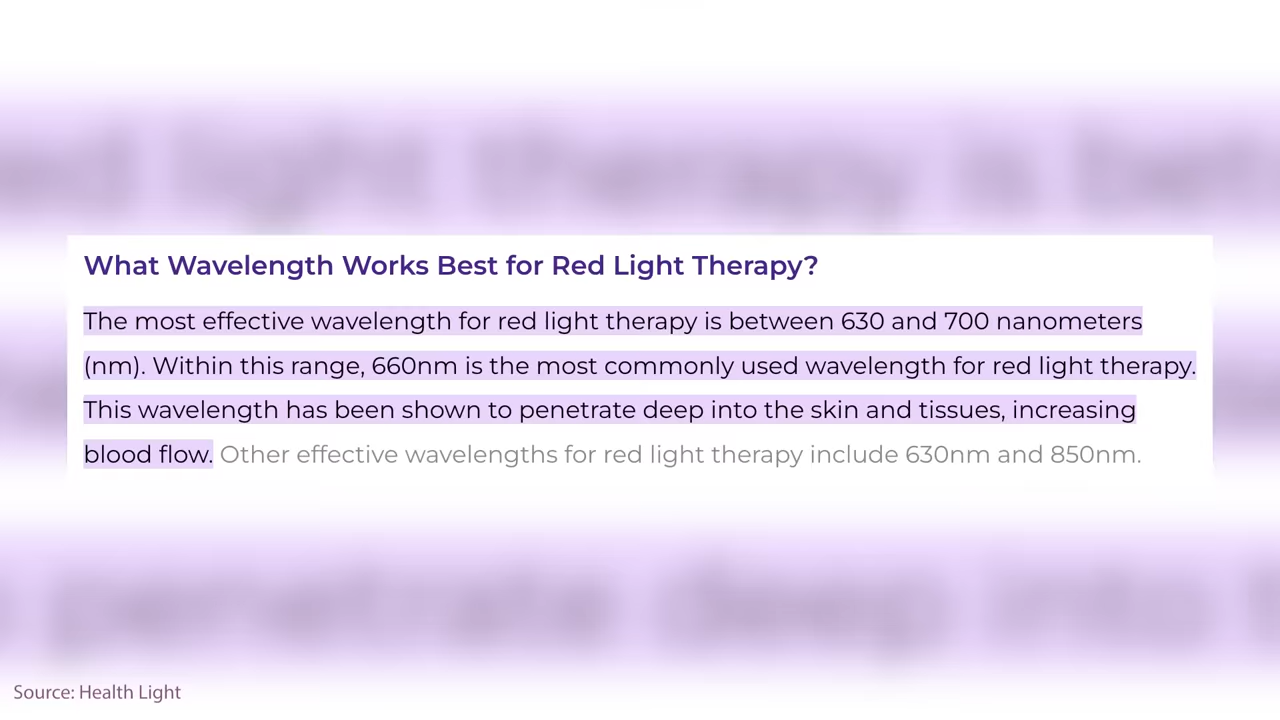 What Wavelength Works Best for Red Light Therapy?
The most effective wavelength for red light therapy is between 630 and 700 nanometers
(nm). Within this range, 660nm is the most commonly used wavelength for red light therapy.
This wavelength has been shown to penetrate deep into the skin and tissues, increasing
blood flow. Other effective wavelengths for red light therapy include 630nm and 850nm.
Source: Health Light